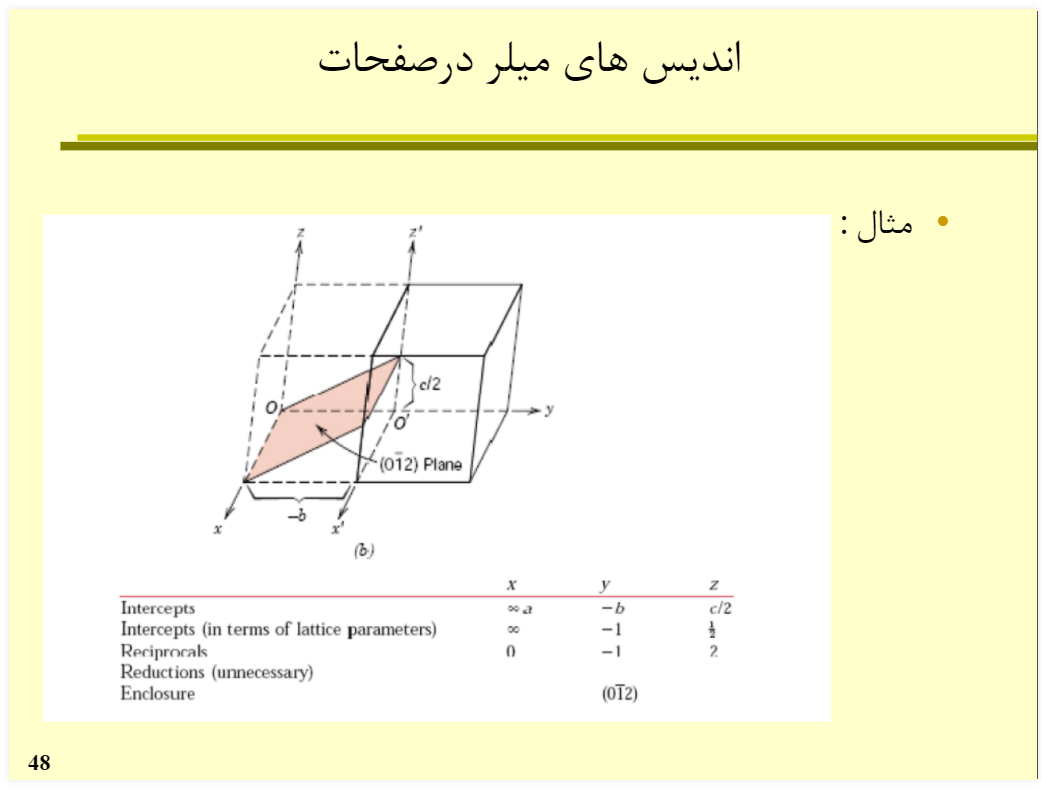 اندیس های میلر درصفحات
• مثال :
z z'
c/2
O O' y
(01̅2) Plane
–b
x x'
(b)
x y z
Intercepts ∞a –b c/2
Intercepts (in terms of lattice parameters) ∞ –1 ½
Reciprocals 0 –1 2
Reductions (unnecessary)
Enclosure (01̅2)
48